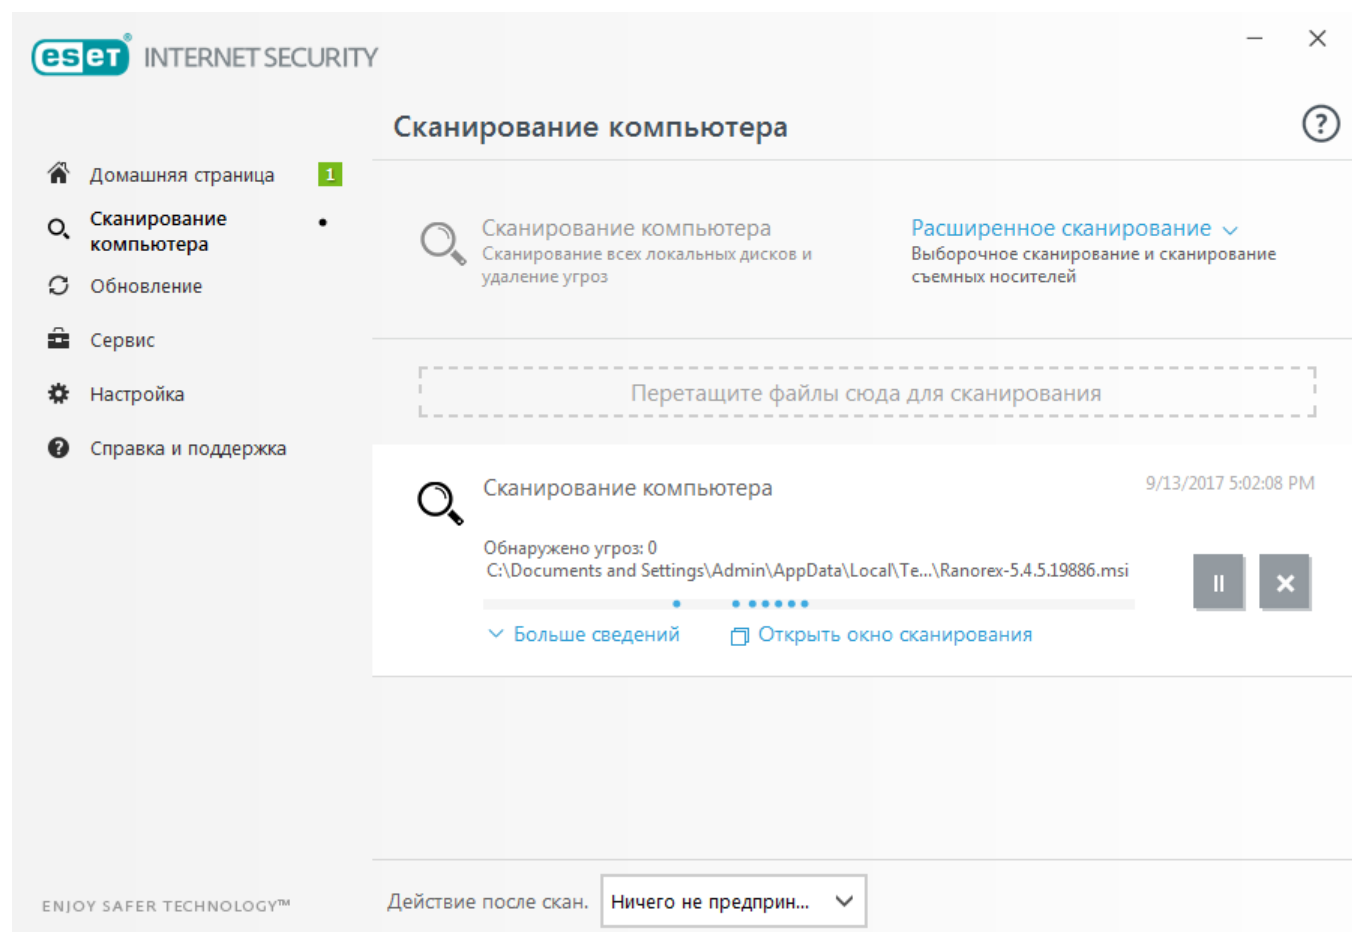 eset® INTERNET SECURITY
Сканирование компьютера
?
Домашняя страница 1
Сканирование
компьютера
Обновление
Сервис
Настройка
Справка и поддержка
Сканирование компьютера
Сканирование всех локальных дисков и
удаление угроз
Расширенное сканирование
Выборочное сканирование и сканирование
съемных носителей
Перетащите файлы сюда для сканирования
Сканирование компьютера
9/13/2017 5:02:08 PM
Обнаружено угроз: 0
C:\Documents and Settings\Admin\AppData\Local\Te...\Ranorex-5.4.5.19886.msi
Больше сведений
Открыть окно сканирования
ENJOY SAFER TECHNOLOGY™
Действие после скан. Ничего не предприн...